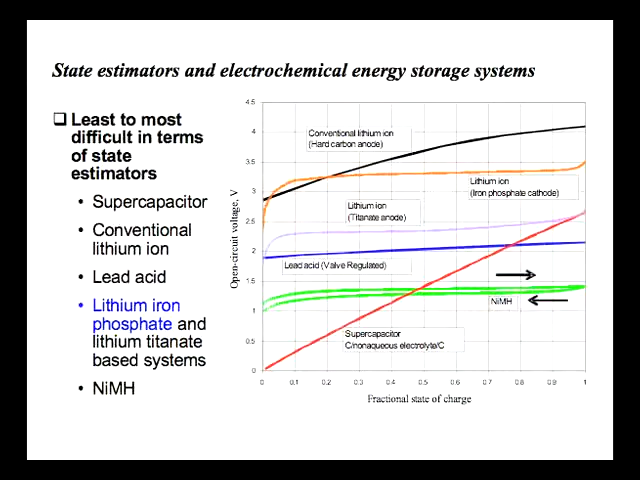 State estimators and electrochemical energy storage systems
❑ Least to most
difficult in terms
of state
estimators
• Supercapacitor
• Conventional
lithium ion
• Lead acid
• Lithium iron
phosphate and
lithium titanate
based systems
• NiMH
Open-circuit voltage, V
4.5
4
3.5
3
2.5
2
1.5
1
0.5
0
Conventional lithium ion
(Hard carbon anode)
Lithium ion
(Iron phosphate cathode)
Lithium ion
(Titanate anode)
Lead acid (Valve Regulated)
NiMH
Supercapacitor
C/nonaqueous electrolyte/C
0 0.1 0.2 0.3 0.4 0.5 0.6 0.7 0.8 0.9 1
Fractional state of charge